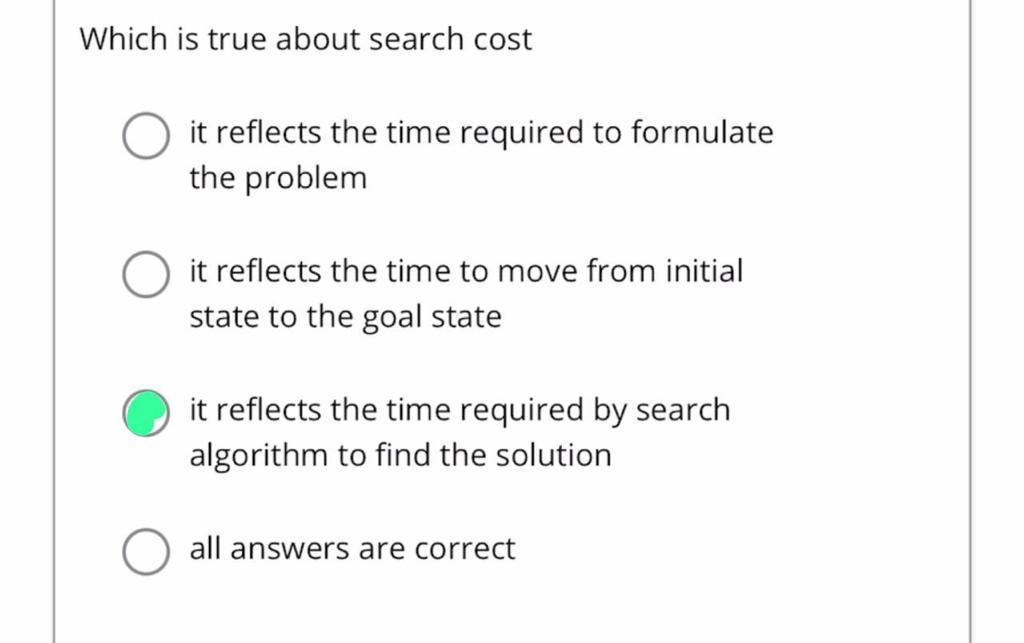 Which is true about search cost
it reflects the time required to formulate
the problem
it reflects the time to move from initial
state to the goal state
it reflects the time required by search
algorithm to find the solution
all answers are correct